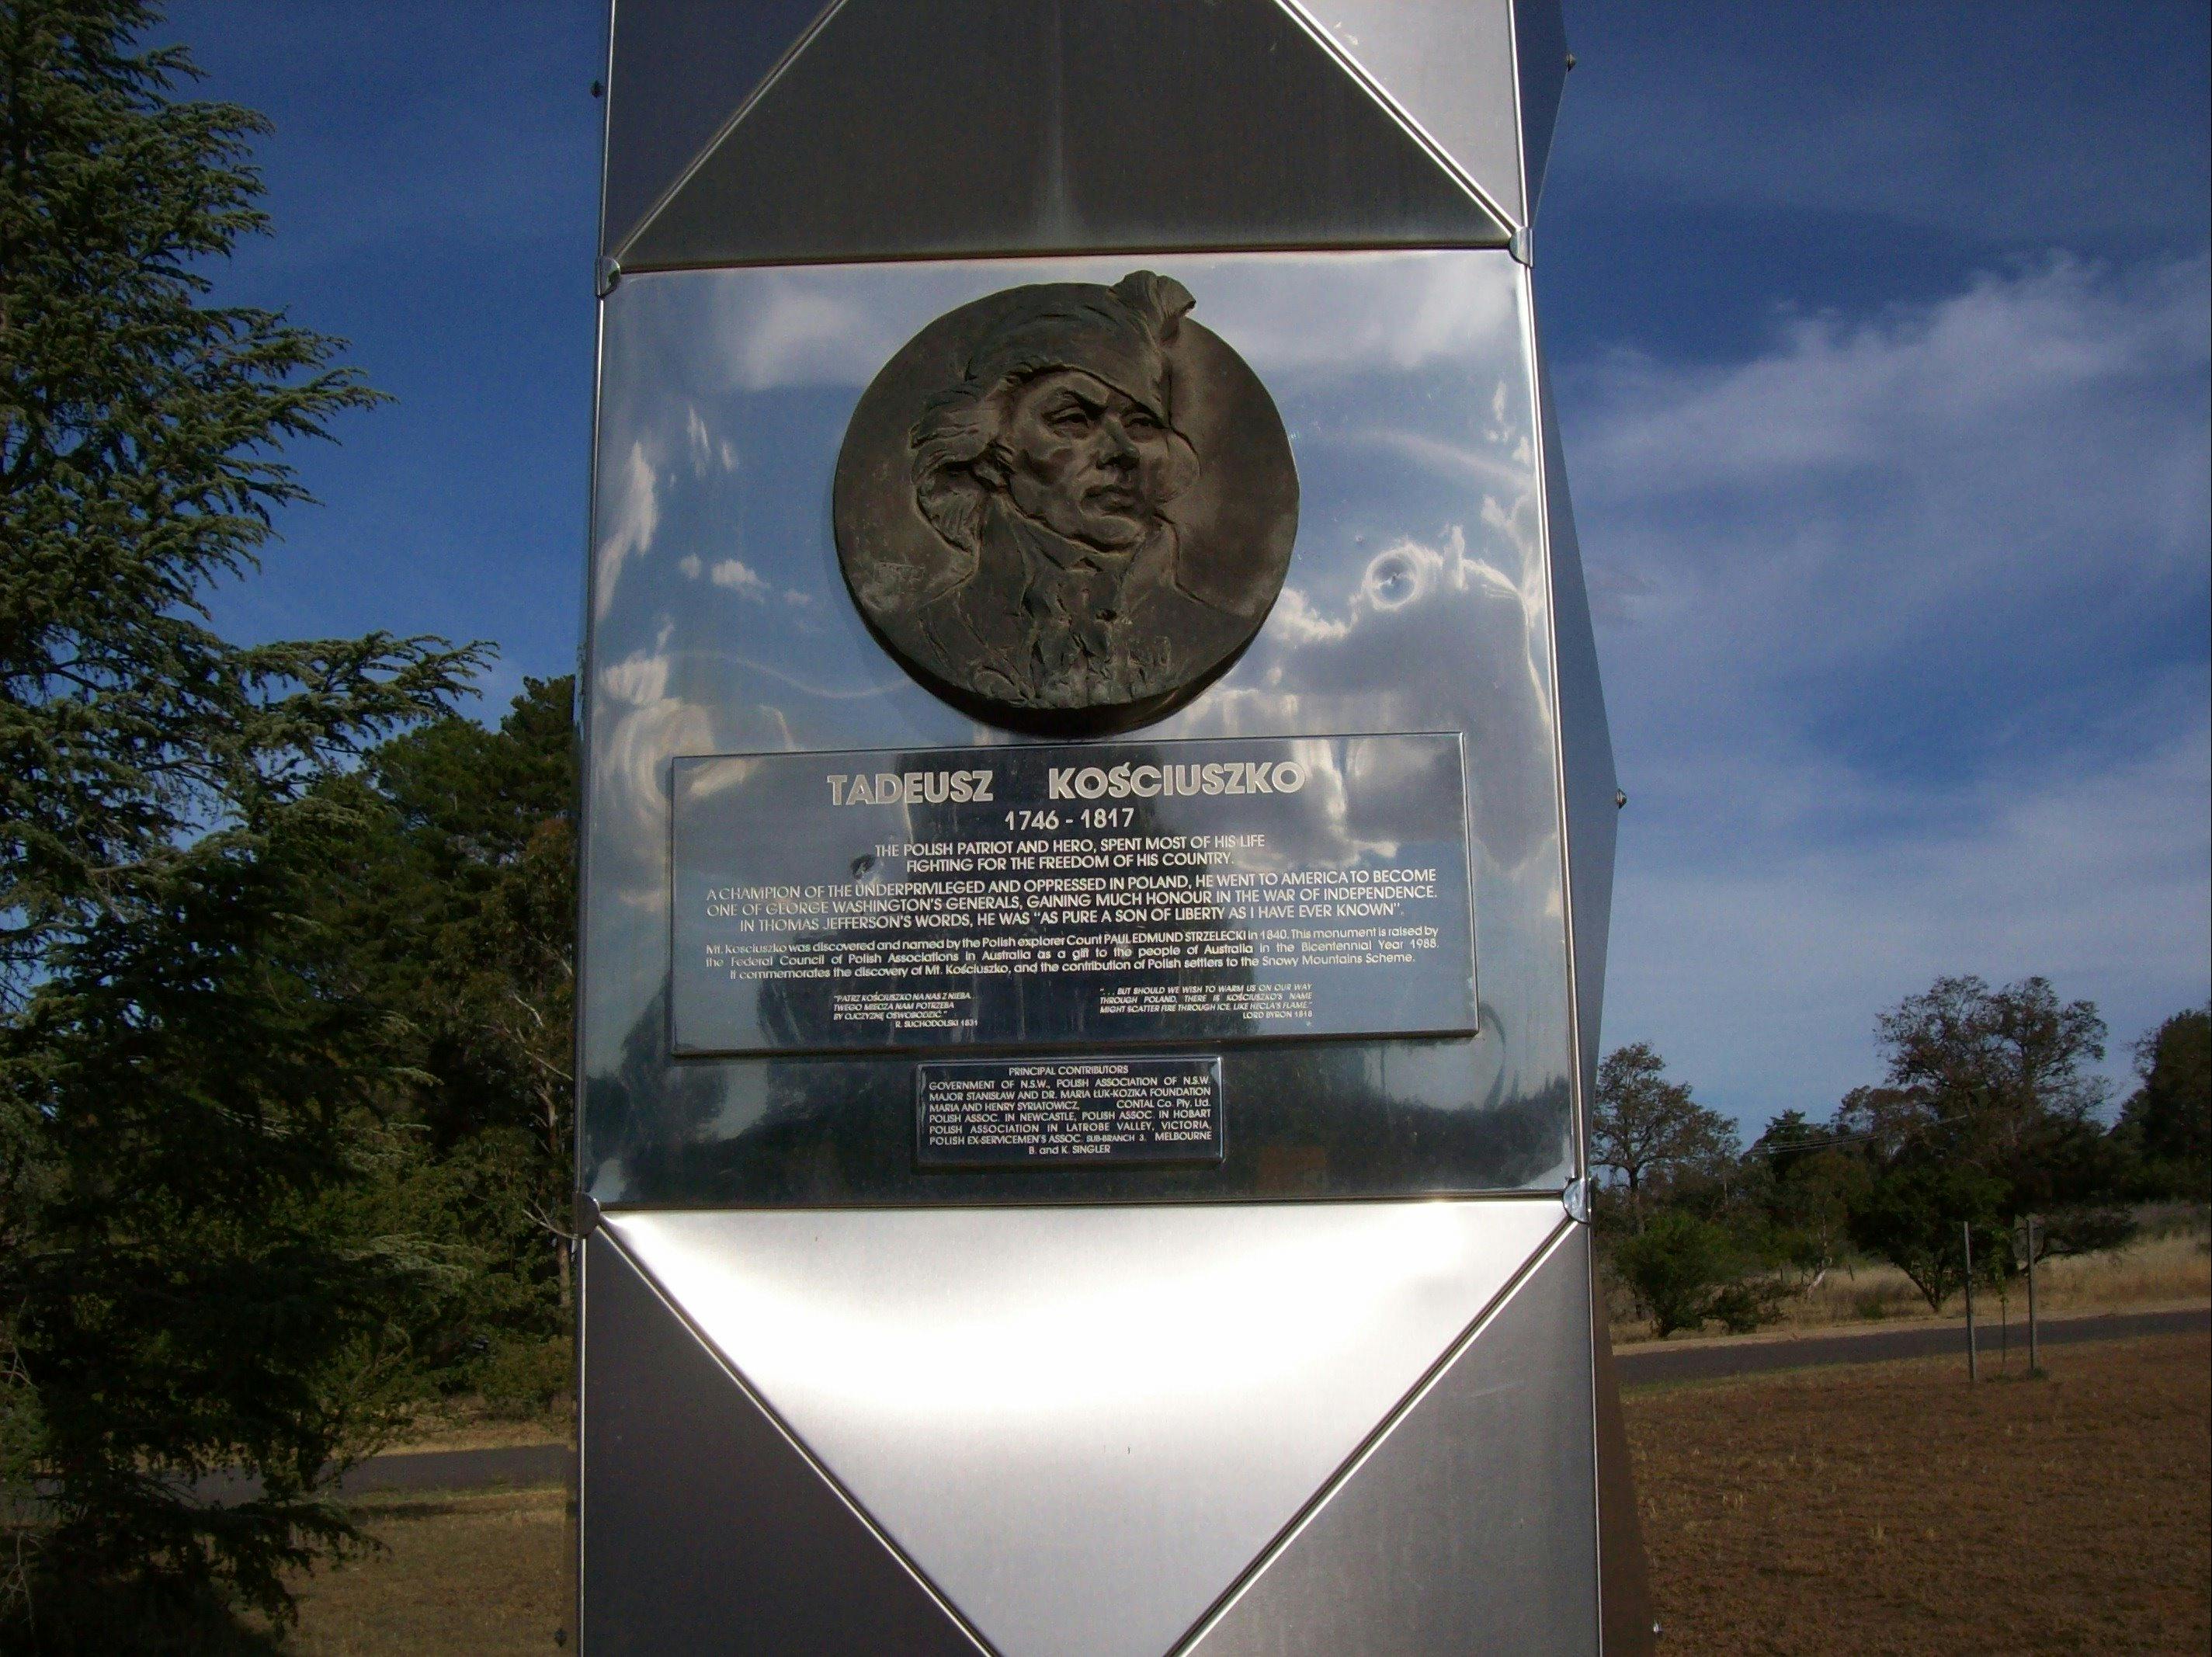 TADEUSZ KOŚCIUSZKO
1746 - 1817
THE POLISH PATRIOT AND HERO, SPENT MOST OF HIS LIFE
FIGHTING FOR THE FREEDOM OF HIS COUNTRY.
A CHAMPION OF THE UNDERPRIVILEGED AND OPPRESSED IN POLAND, HE WENT TO AMERICA TO BECOME
ONE OF GEORGE WASHINGTON'S GENERALS, GAINING MUCH HONOUR IN THE WAR OF INDEPENDENCE.
IN THOMAS JEFFERSON'S WORDS, HE WAS "AS PURE A SON OF LIBERTY AS I HAVE EVER KNOWN".
Mt. Kosciuszko was discovered and named by the Polish explorer Count PAUL EDMUND STRZELECKI in 1840. This monument is raised by
the Federal Council of Polish Associations in Australia as a gift to the people of Australia in the Bicentennial Year 1988.
It commemorates the discovery of Mt. Kościuszko, and the contribution of Polish settlers to the Snowy Mountains Scheme.
"PATRZ KOŚCIUSZKO NA NAS Z NIEBA
TWEGO MIECZA NAM POTRZEBA
BY OJCZYZNĘ OSWOBODZIĆ"
R. SUCHODOLSKI 1831
". . . BUT SHOULD WE WISH TO WARM US ON OUR WAY
THROUGH POLAND, THERE IS KOŚCIUSZKO'S NAME
MIGHT SCATTER FIRE THROUGH ICE, LIKE HECLA'S FLAME."
LORD BYRON 1818
PRINCIPAL CONTRIBUTORS
GOVERNMENT OF N.S.W., POLISH ASSOCIATION OF N.S.W.
MAJOR STANISŁAW AND DR. MARIA ŁUK-KOZIKA FOUNDATION
MARIA AND HENRY SYRIATOWICZ, CONTAL Co. Pty. Ltd.
POLISH ASSOC. IN NEWCASTLE, POLISH ASSOC. IN HOBART
POLISH ASSOCIATION IN LATROBE VALLEY, VICTORIA,
POLISH EX-SERVICEMEN'S ASSOC. SUB-BRANCH 3. MELBOURNE
B. and K. SINGLER